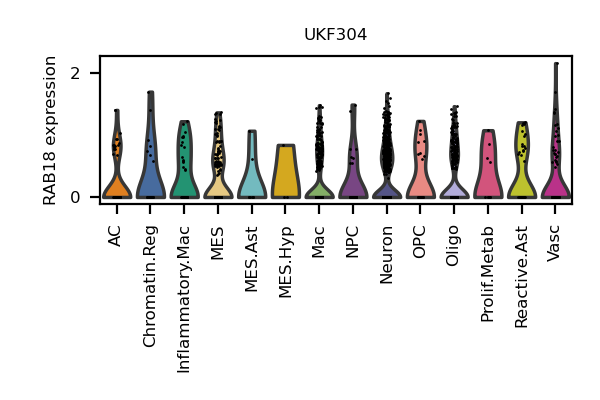 UKF304
RAB18 expression
2
0
AC
Chromatin.Reg
Inflammatory.Mac
MES
MES.Ast
MES.Hyp
Mac
NPC
Neuron
OPC
Oligo
Prolif.Metab
Reactive.Ast
Vasc